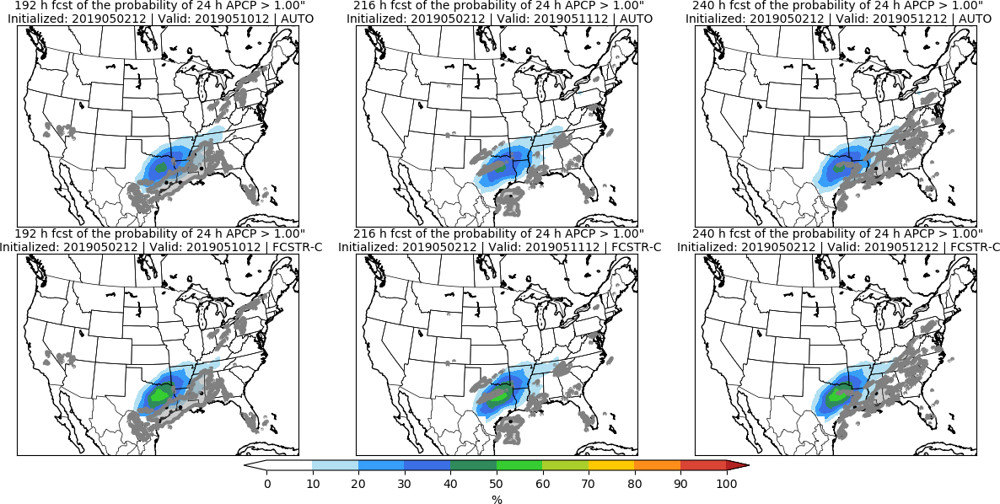 192 h fcst of the probability of 24 h APCP > 1.00"
Initialized: 2019050212 | Valid: 2019051012 | AUTO
216 h fcst of the probability of 24 h APCP > 1.00"
Initialized: 2019050212 | Valid: 2019051112 | AUTO
240 h fcst of the probability of 24 h APCP > 1.00"
Initialized: 2019050212 | Valid: 2019051212 | AUTO
192 h fcst of the probability of 24 h APCP > 1.00"
Initialized: 2019050212 | Valid: 2019051012 | FCSTR-C
216 h fcst of the probability of 24 h APCP > 1.00"
Initialized: 2019050212 | Valid: 2019051112 | FCSTR-C
240 h fcst of the probability of 24 h APCP > 1.00"
Initialized: 2019050212 | Valid: 2019051212 | FCSTR-C
0 10 20 30 40 50 60 70 80 90 100
%